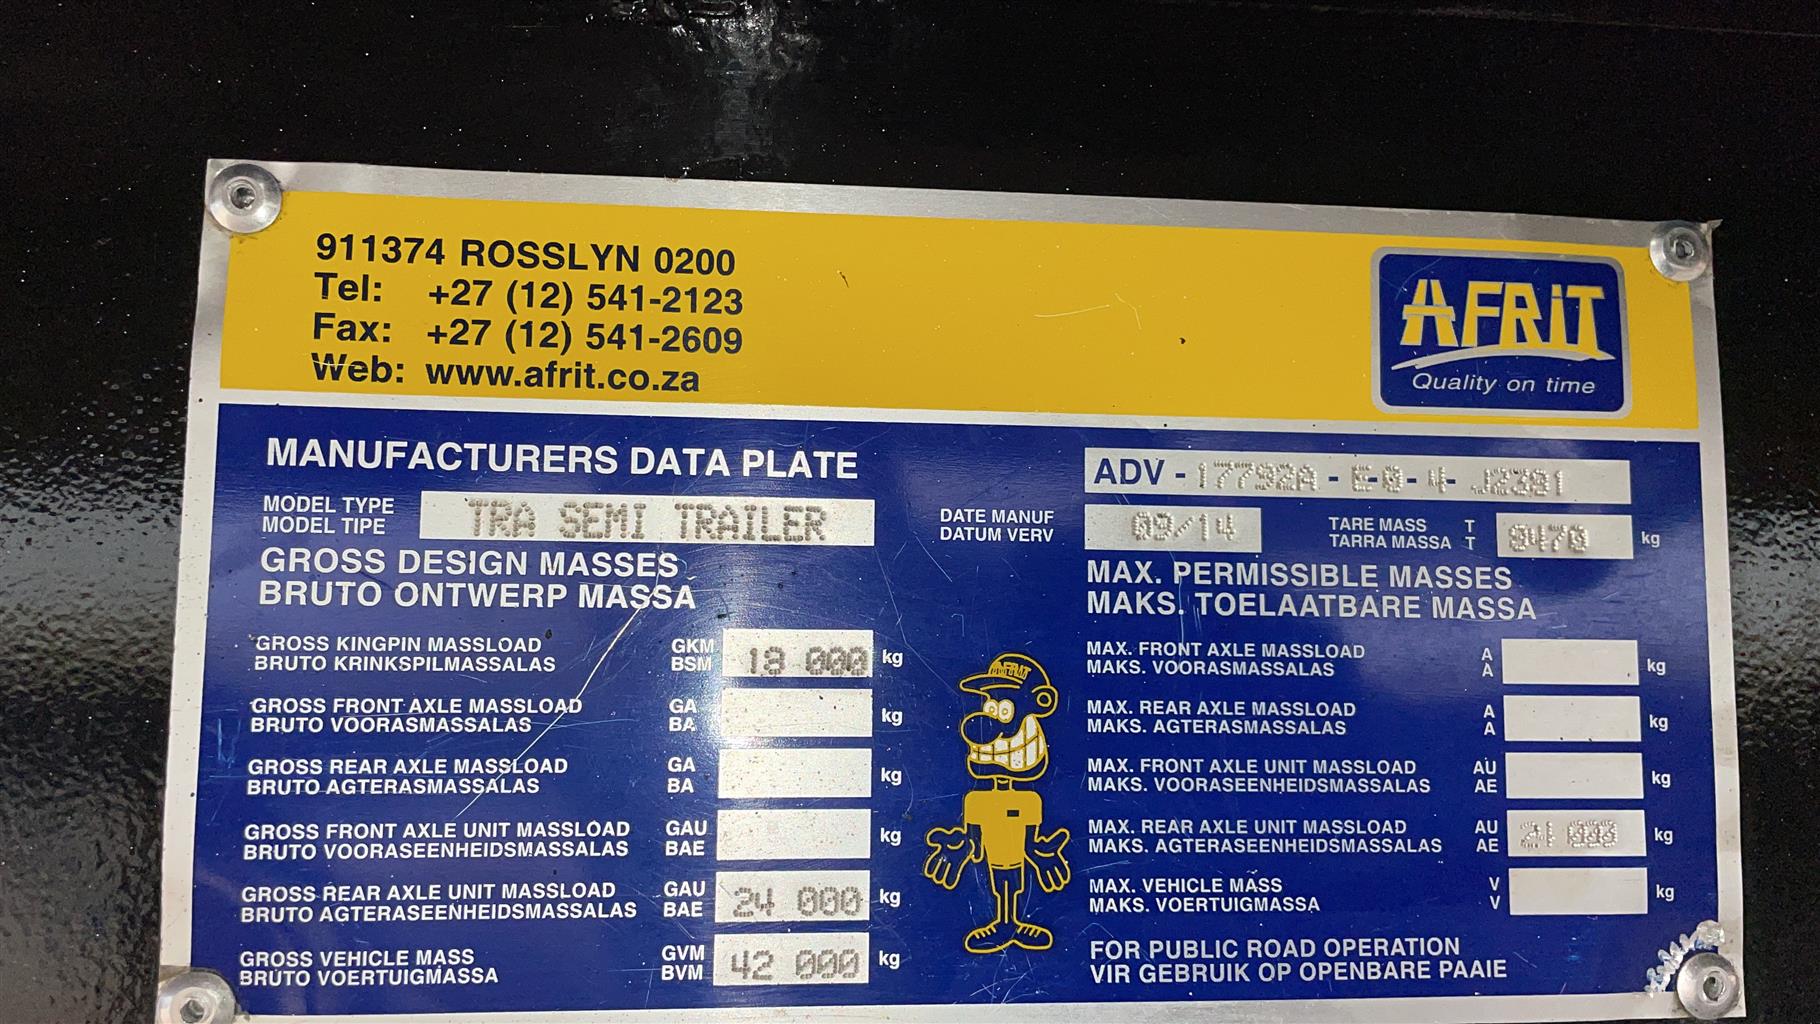 911374 ROSSLYN 0200
Tel: +27 (12) 541-2123
Fax: +27 (12) 541-2609
Web: www.afrit.co.za
AFRiT
Quality on time
MANUFACTURERS DATA PLATE
ADV -
MODEL TYPE
MODEL TIPE
TRA SEMI TRAILER
DATE MANUF
DATUM VERV
09/14
TARE MASS T
TARRA MASSA T
kg
GROSS DESIGN MASSES
BRUTO ONTWERP MASSA
GROSS KINGPIN MASSLOAD GKM
BRUTO KRINKSPILMASSALAS BSM
18 000 kg
GROSS FRONT AXLE MASSLOAD GA
BRUTO VOORASMASSALAS BA
kg
GROSS REAR AXLE MASSLOAD GA
BRUTO AGTERASMASSALAS BA
kg
GROSS FRONT AXLE UNIT MASSLOAD GAU
BRUTO VOORASEENHEIDSMASSALAS BAE
kg
GROSS REAR AXLE UNIT MASSLOAD GAU
BRUTO AGTERASEENHEIDSMASSALAS BAE
24 000 kg
GROSS VEHICLE MASS GVM
BRUTO VOERTUIGMASSA BVM
42 000 kg
AFRIT
MAX. PERMISSIBLE MASSES
MAKS. TOELAATBARE MASSA
MAX. FRONT AXLE MASSLOAD A
MAKS. VOORASMASSALAS A
kg
MAX. REAR AXLE MASSLOAD A
MAKS. AGTERASMASSALAS A
kg
MAX. FRONT AXLE UNIT MASSLOAD AU
MAKS. VOORASEENHEIDSMASSALAS AE
kg
MAX. REAR AXLE UNIT MASSLOAD AU
MAKS. AGTERASEENHEIDSMASSALAS AE
kg
MAX. VEHICLE MASS V
MAKS. VOERTUIGMASSA V
kg
FOR PUBLIC ROAD OPERATION
VIR GEBRUIK OP OPENBARE PAAIE